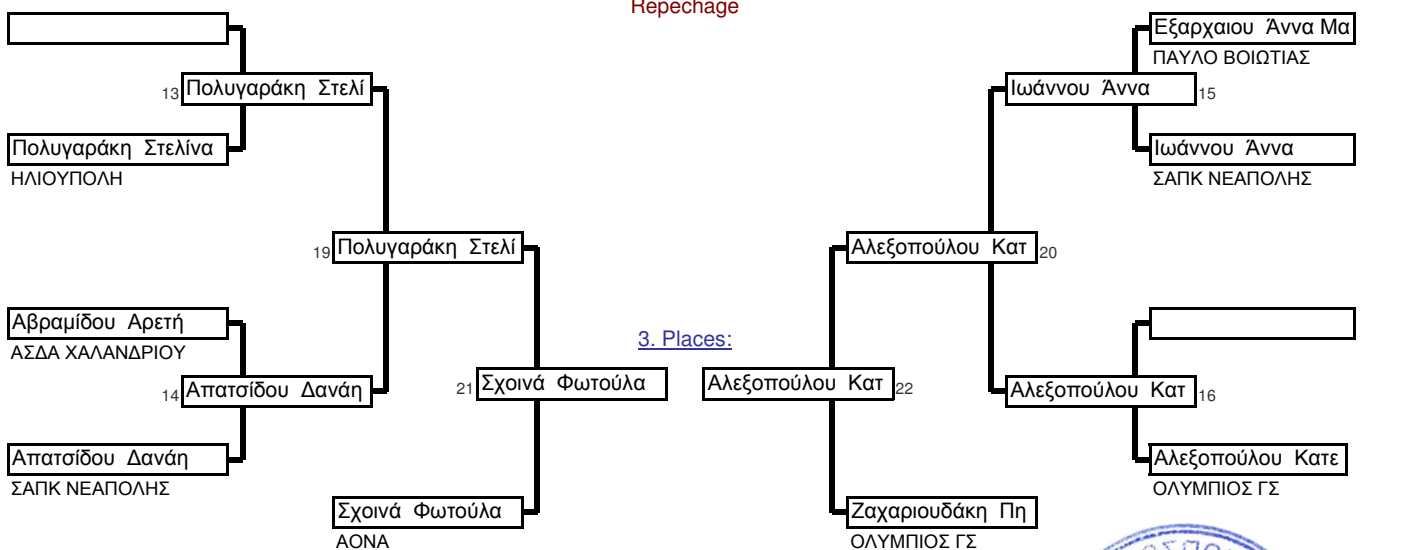 Repechage
Πολυγαράκη Στελί
13
Πολυγαράκη Στελίνα
ΗΛΙΟΥΠΟΛΗ
19
Πολυγαράκη Στελί
Αβραμίδου Αρετή
ΑΣΔΑ ΧΑΛΑΝΔΡΙΟΥ
14
Απατσίδου Δανάη
Απατσίδου Δανάη
ΣΑΠΚ ΝΕΑΠΟΛΗΣ
21
Σχοινά Φωτούλα
Σχοινά Φωτούλα
ΑΟΝΑ
3. Places:
Εξαρχαιου Άννα Μα
ΠΑΥΛΟ ΒΟΙΩΤΙΑΣ
Ιωάννου Άννα
15
Ιωάννου Άννα
ΣΑΠΚ ΝΕΑΠΟΛΗΣ
Αλεξοπούλου Κατ
20
Αλεξοπούλου Κατ
22
Αλεξοπούλου Κατ
16
Αλεξοπούλου Κατε
ΟΛΥΜΠΙΟΣ ΓΣ
Ζαχαριουδάκη Πη
ΟΛΥΜΠΙΟΣ ΓΣ